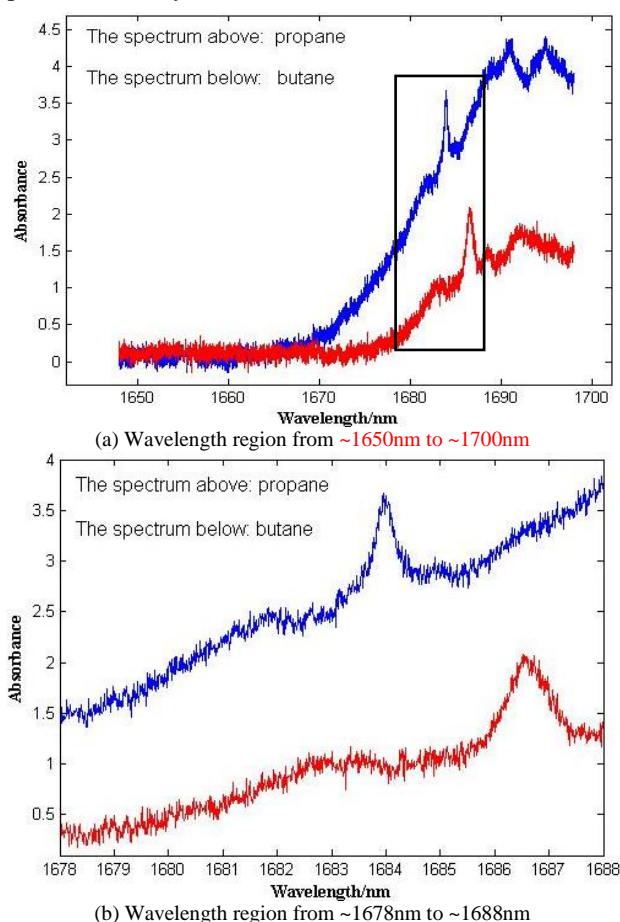 The spectrum above: propane
The spectrum below: butane
4.5
4
3.5
3
2.5
2
1.5
1
0.5
0
Absorbance
1650 1660 1670 1680 1690 1700
Wavelength/nm
(a) Wavelength region from ~1650nm to ~1700nm
The spectrum above: propane
The spectrum below: butane
4
3.5
3
2.5
2
1.5
1
0.5
Absorbance
1678 1679 1680 1681 1682 1683 1684 1685 1686 1687 1688
Wavelength/nm
(b) Wavelength region from ~1678nm to ~1688nm